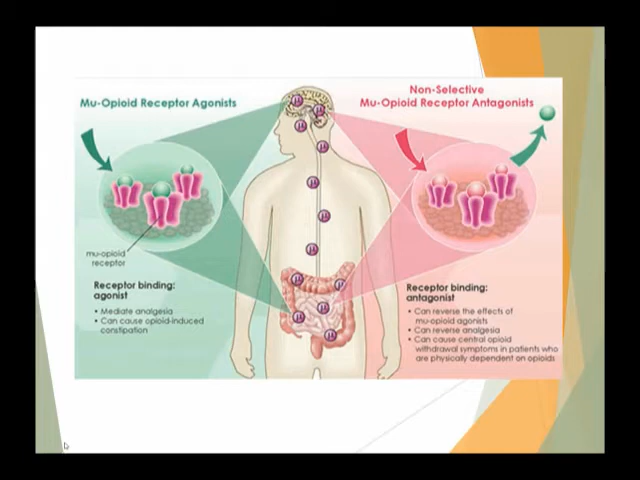 Mu-Opioid Receptor Agonists
Non-Selective
Mu-Opioid Receptor Antagonists
mu-opioid
receptor
Receptor binding:
agonist
• Mediate analgesia
• Can cause opioid-induced
constipation
Receptor binding:
antagonist
• Can reverse the effects of
mu-opioid agonists
• Can reverse analgesia
• Can cause central opioid
withdrawal symptoms in patients who
are physically dependent on opioids
μ
μ
μ
μ
μ
μ
μ
μ
μ
μ
μ
μ